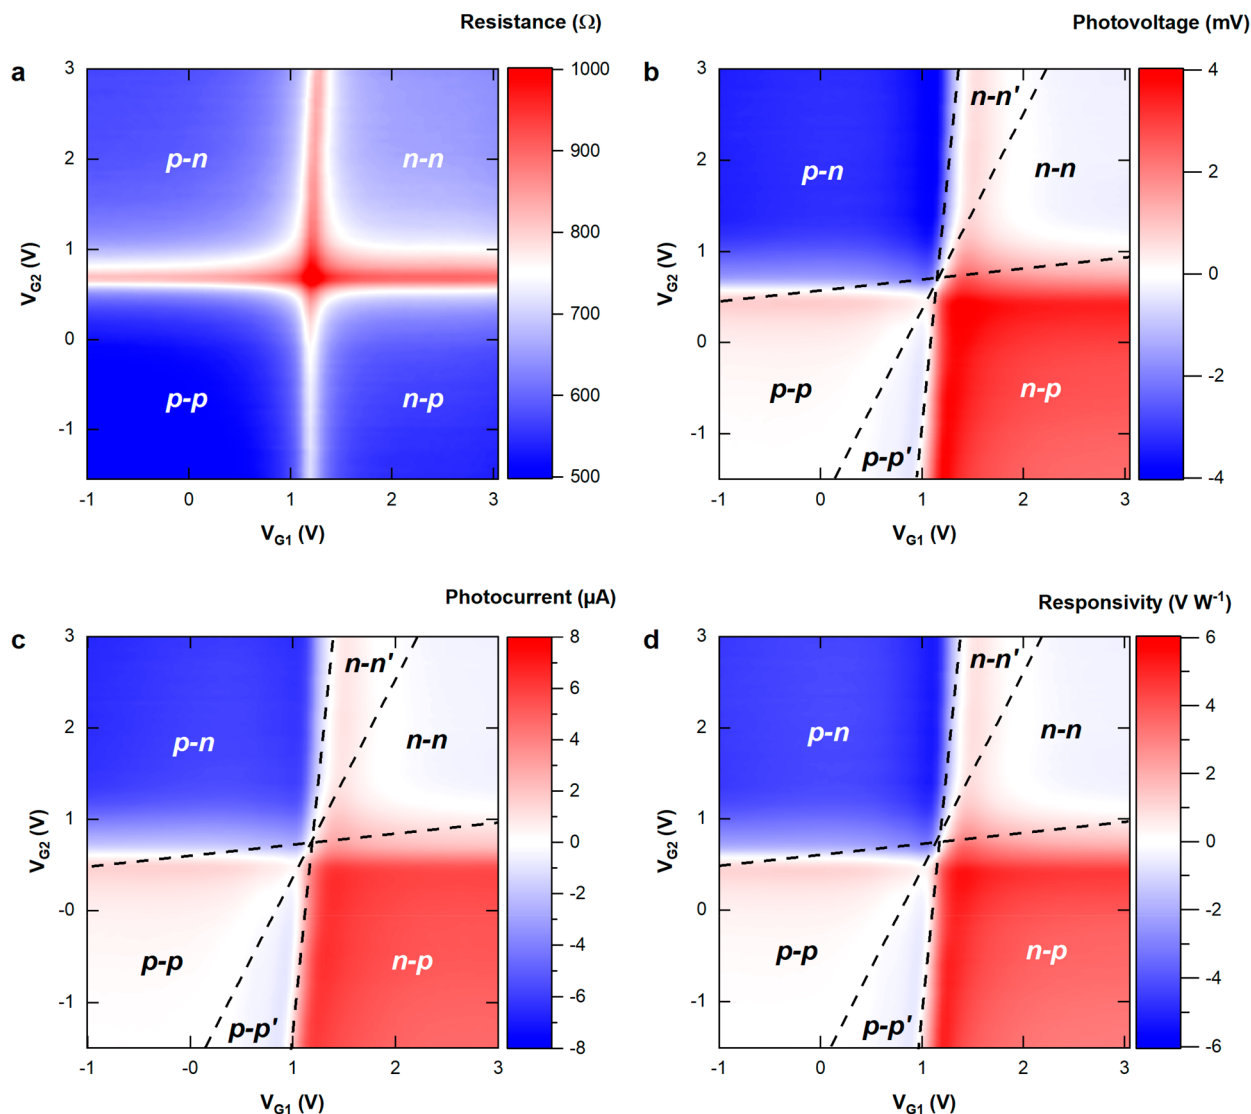 Resistance (Ω)
a
3
2
1
0
-1
-1 0 1 2 3
V_G2 (V)
V_G1 (V)
p-n
n-n
p-p
n-p
1000
900
800
700
600
500
Photovoltage (mV)
b
3
2
1
0
-1
-1 0 1 2 3
V_G2 (V)
V_G1 (V)
p-n
n-n'
n-n
p-p
p-p'
n-p
4
2
0
-2
-4
Photocurrent (µA)
c
3
2
1
-0
-1
-1 0 1 2 3
V_G2 (V)
V_G1 (V)
p-n
n-n'
n-n
p-p
p-p'
n-p
8
6
4
2
0
-2
-4
-6
-8
Responsivity (V W⁻¹)
d
3
2
1
0
-1
-1 0 1 2 3
V_G2 (V)
V_G1 (V)
p-n
n-n'
n-n
p-p
p-p'
n-p
6
4
2
0
-2
-4
-6